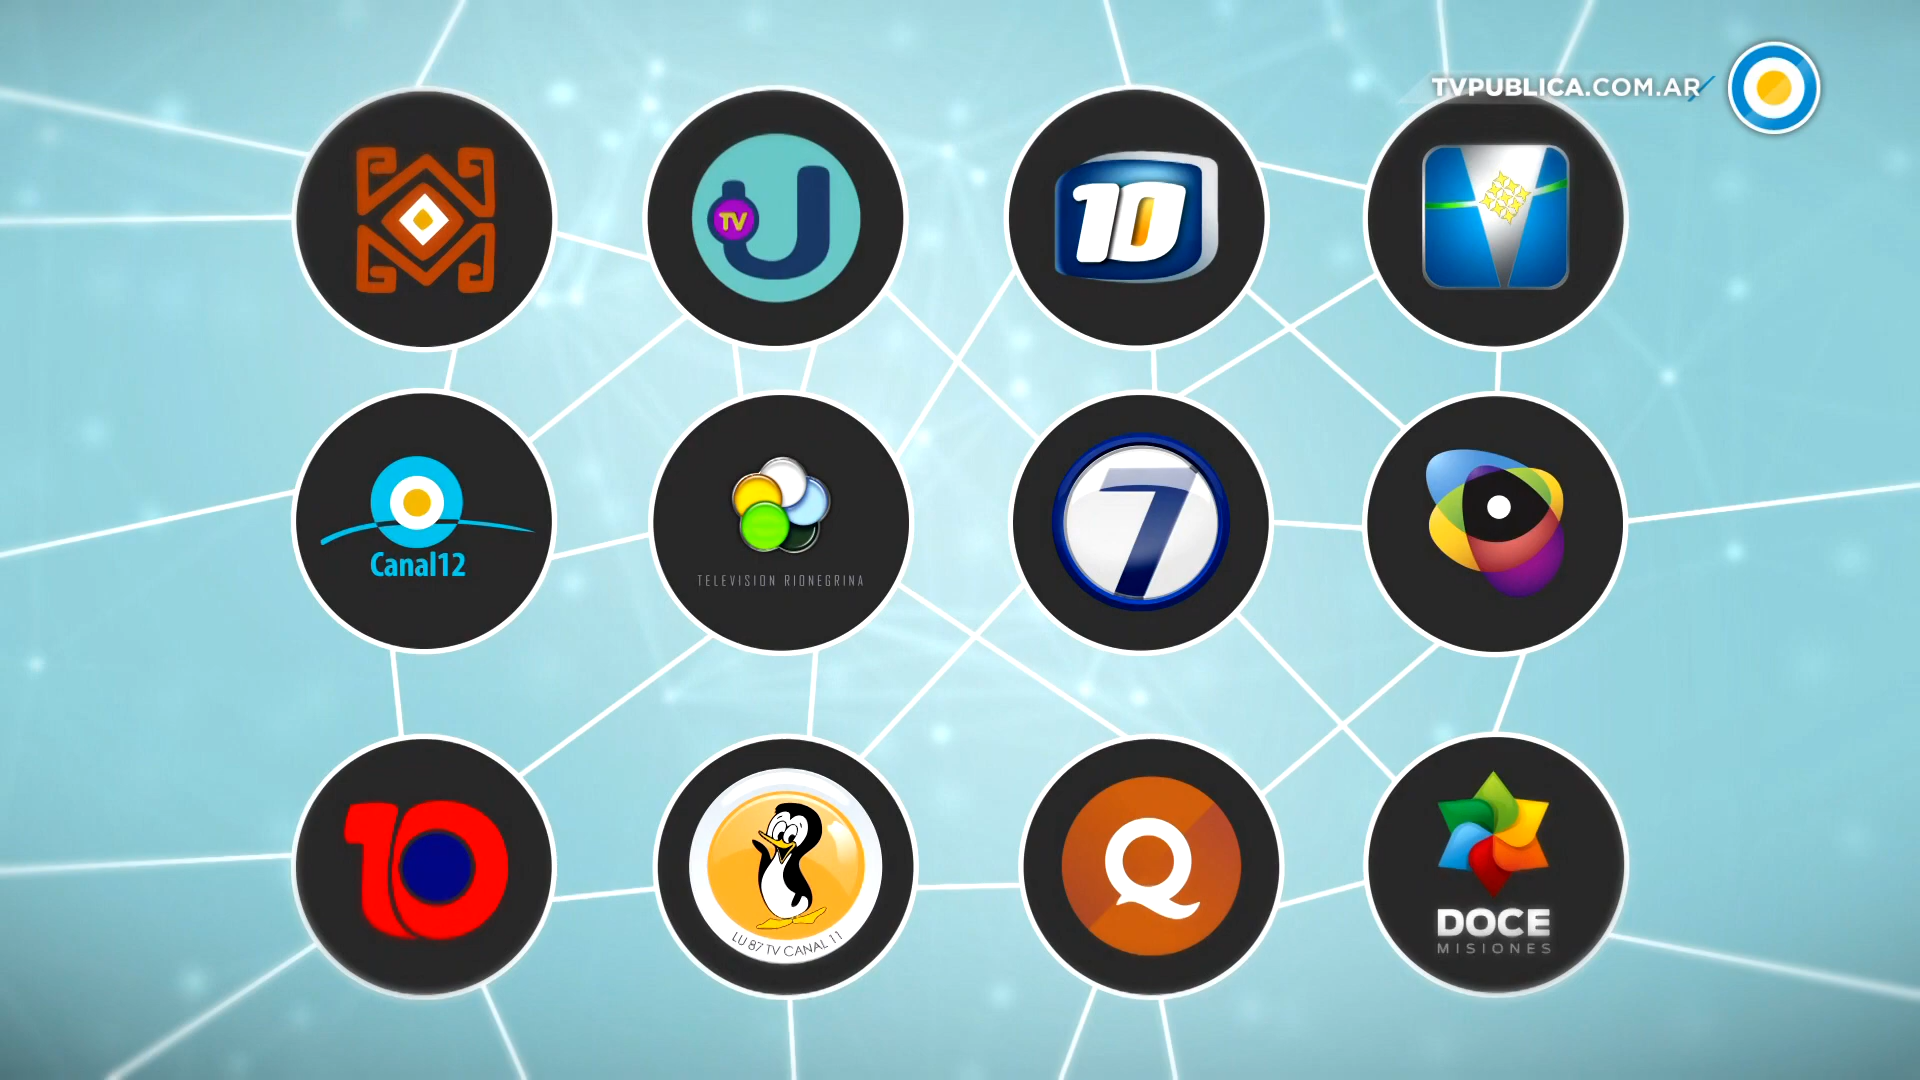 TVPUBLICA.COM.AR
TV U
10
Canal12
TELEVISION RIONEGRINA
7
10
LU 87 TV CANAL 11
Q
DOCE
MISIONES